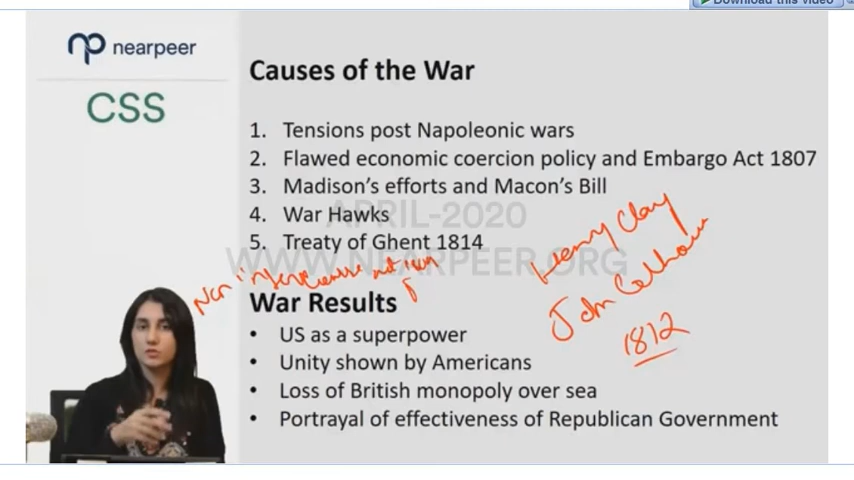 Download this video
nearpeer
CSS
Causes of the War
1. Tensions post Napoleonic wars
2. Flawed economic coercion policy and Embargo Act 1807
3. Madison's efforts and Macon's Bill
4. War Hawks
5. Treaty of Ghent 1814
APRIL-2020
WWW.NEARPEER.ORG
Henry Clay
John Calhoun
1812
Non
War Results
• US as a superpower
• Unity shown by Americans
• Loss of British monopoly over sea
• Portrayal of effectiveness of Republican Government